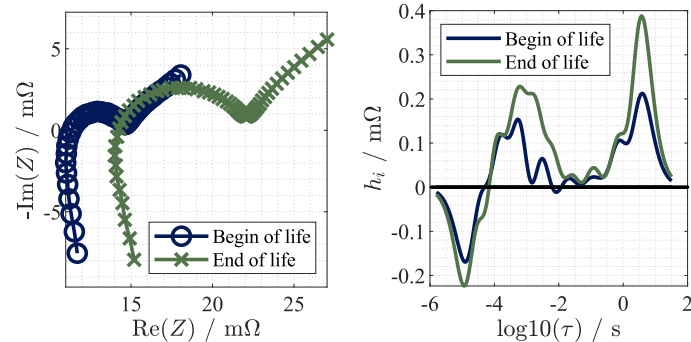 5
0
-5
15
20
25
Re(Z) / mΩ
-Im(Z) / mΩ
Begin of life
End of life
0.4
0.3
0.2
0.1
0
-0.1
-0.2
-6
-4
-2
0
2
log10(τ) / s
h_i / mΩ
Begin of life
End of life